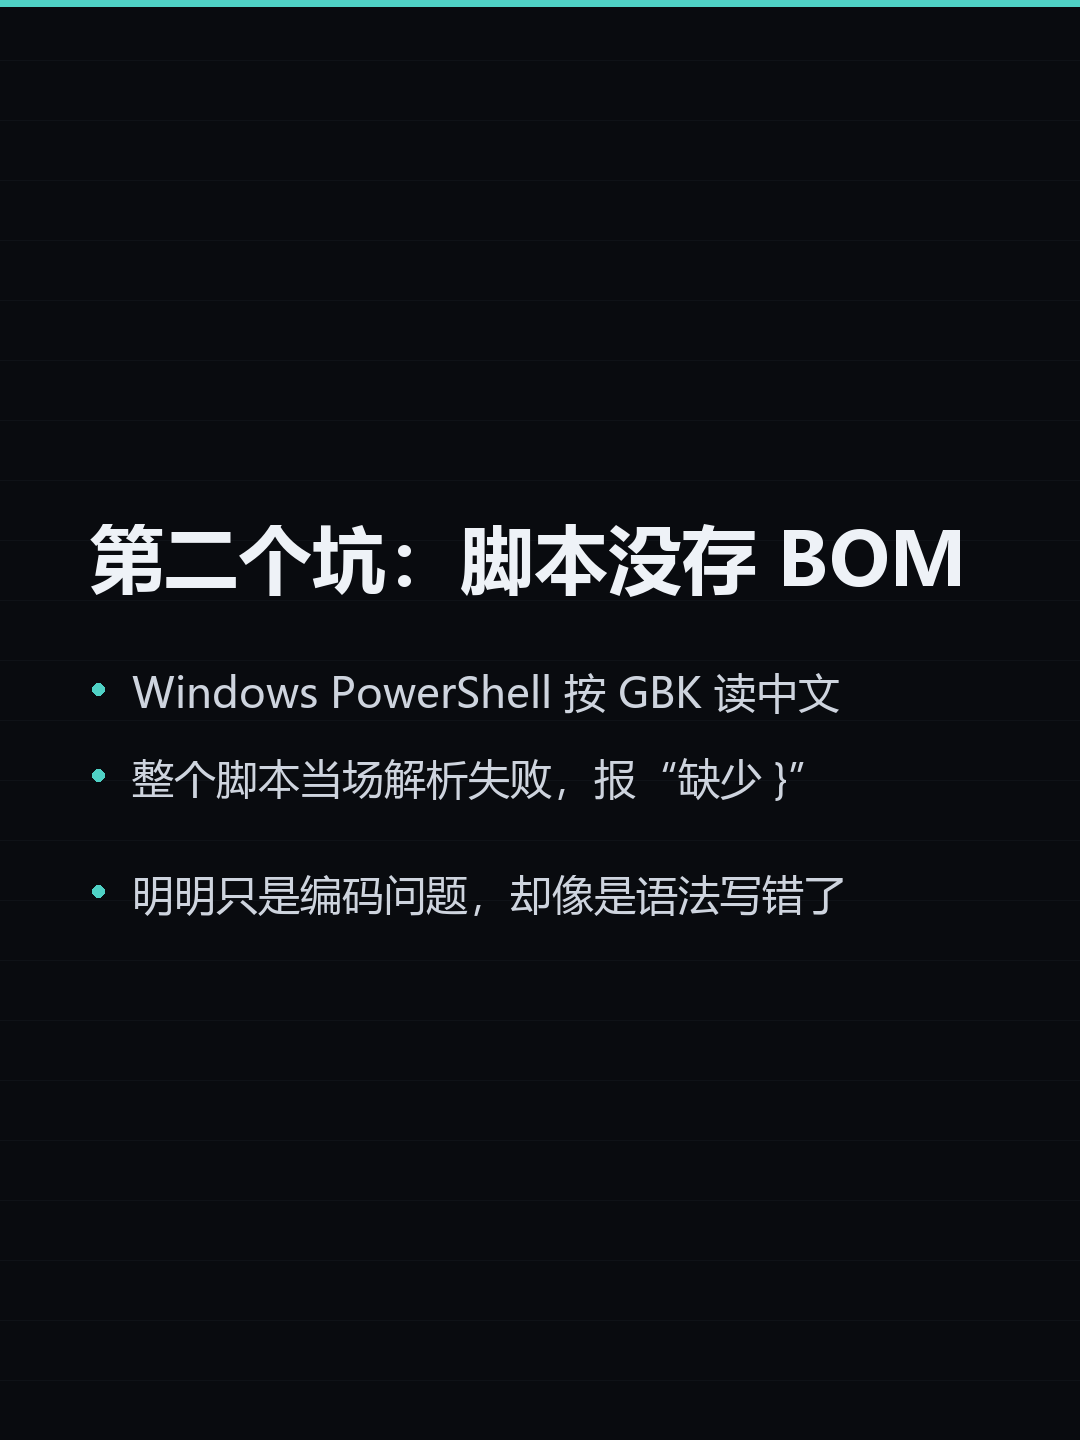 第二个坑：脚本没存 BOM
• Windows PowerShell 按 GBK 读中文
• 整个脚本当场解析失败，报“缺少 }”
• 明明只是编码问题，却像是语法写错了